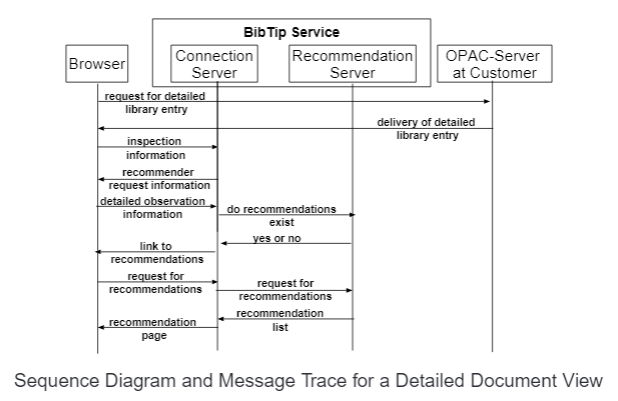 BibTip Service
Browser
Connection
Server
Recommendation
Server
OPAC-Server
at Customer
request for detailed
library entry
delivery of detailed
library entry
inspection
information
recommender
request information
detailed observation
information
do recommendations
exist
yes or no
link to
recommendations
request for
recommendations
request for
recommendations
recommendation
list
recommendation
page
Sequence Diagram and Message Trace for a Detailed Document View